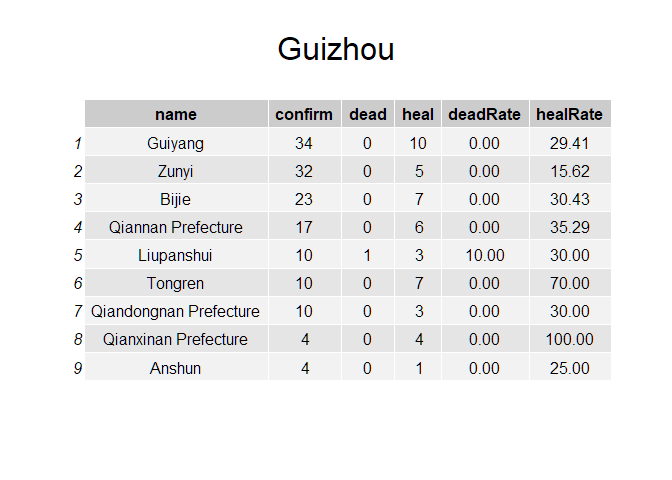 Guizhou
name confirm dead heal deadRate healRate
1 Guiyang 34 0 10 0.00 29.41
2 Zunyi 32 0 5 0.00 15.62
3 Bijie 23 0 7 0.00 30.43
4 Qiannan Prefecture 17 0 6 0.00 35.29
5 Liupanshui 10 1 3 10.00 30.00
6 Tongren 10 0 7 0.00 70.00
7 Qiandongnan Prefecture 10 0 3 0.00 30.00
8 Qianxinan Prefecture 4 0 4 0.00 100.00
9 Anshun 4 0 1 0.00 25.00